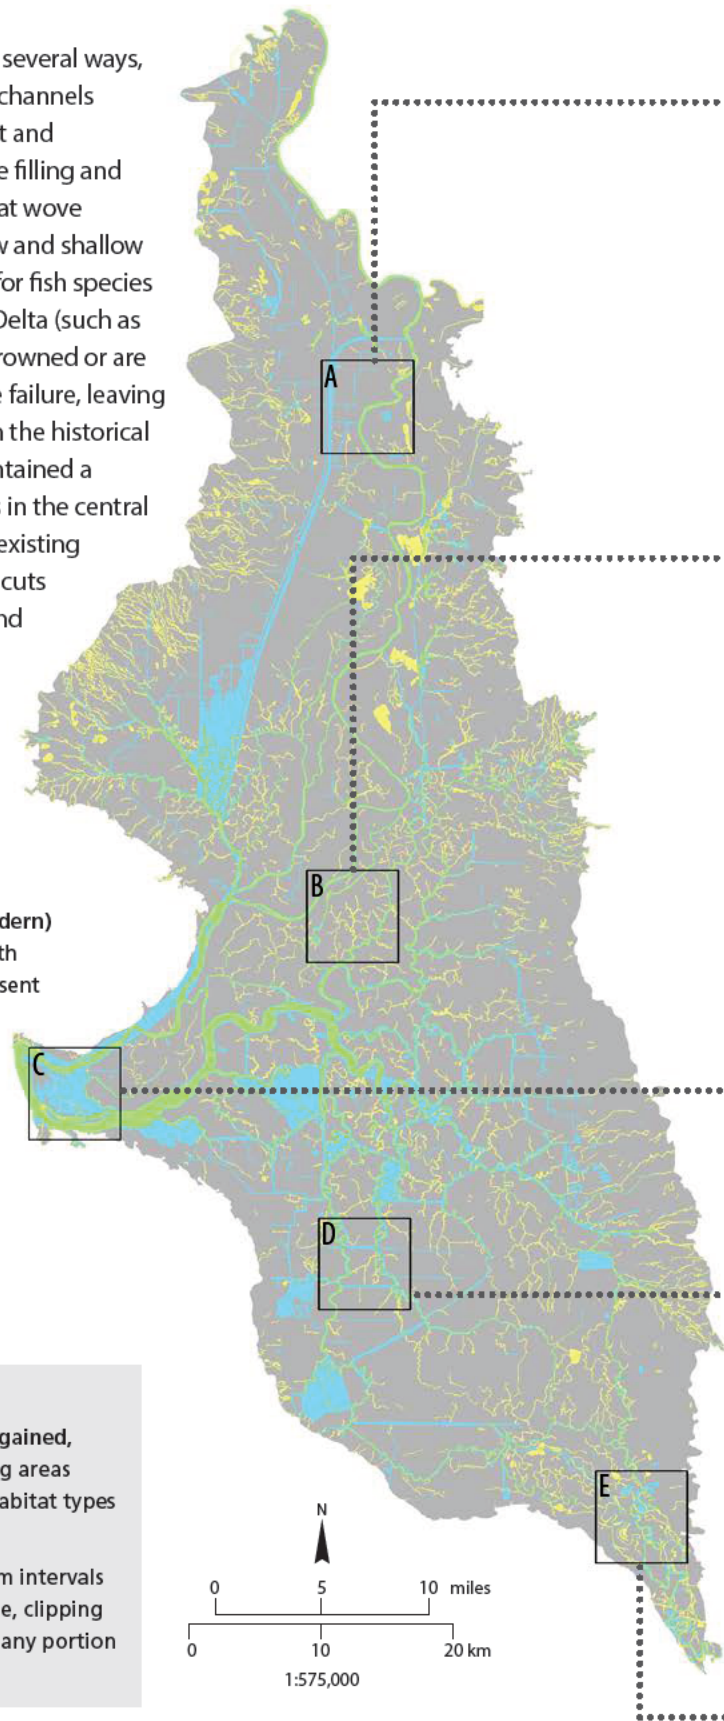 several ways,
channels
t and
e filling and
at wove
w and shallow
for fish species
Delta (such as
rowned or are
e failure, leaving
n the historical
ntained a
s in the central
existing
cuts
nd
A
B
dern)
th
sent
C
D
gained,
g areas
abitat types
E
m intervals
e, clipping
any portion
N
0 5 10 miles
0 10 20 km
1:575,000